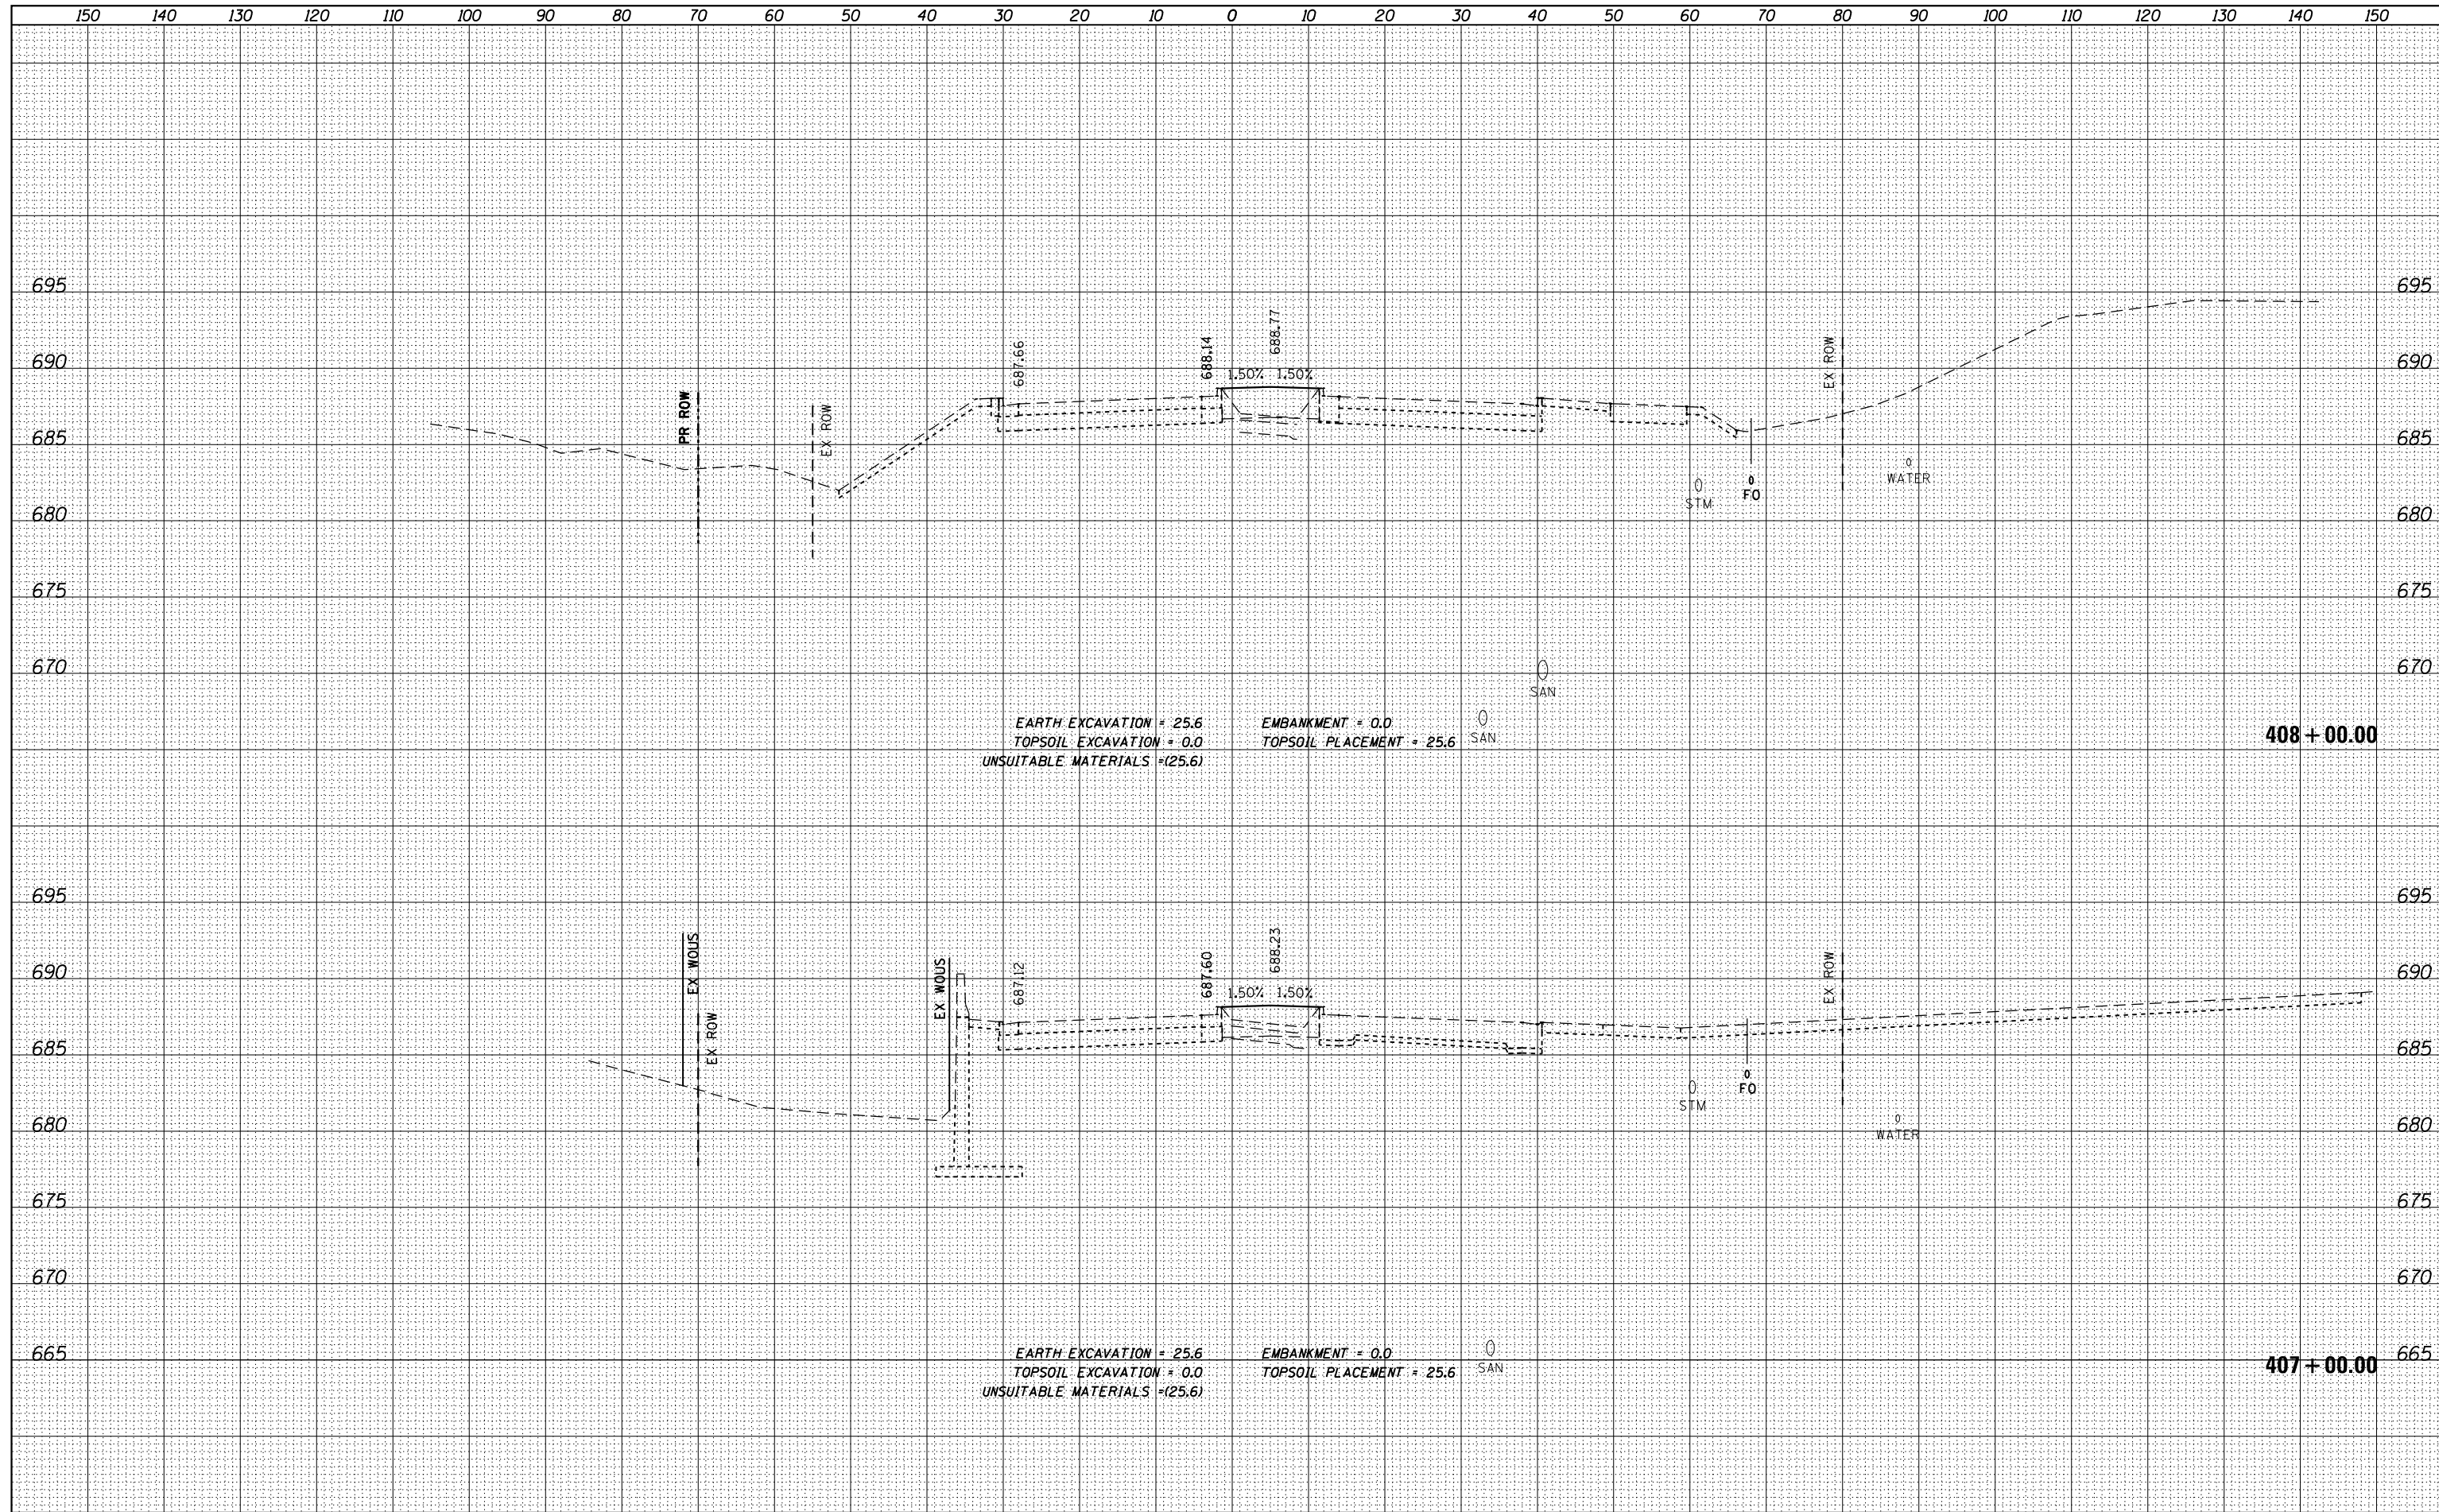 150 140 130 120 110 100 90 80 70 60 50 40 30 20 10 0 10 20 30 40 50 60 70 80 90 100 110 120 130 140 150
695 695
688.77
688.14
687.66
EX ROW
690 690
1.50% 1.50%
PR ROW
EX ROW
685 685
WATER
STM
FO
680 680
675 675
670 670
SAN
EARTH EXCAVATION = 25.6 EMBANKMENT = 0.0
SAN
408+00.00
TOPSOIL EXCAVATION = 0.0 TOPSOIL PLACEMENT = 25.6
UNSUITABLE MATERIALS =(25.6)
695 695
688.23
EX WOUS
EX WOUS
687.12
687.60
EX ROW
690 690
1.50% 1.50%
EX ROW
685 685
FO
STM
680 680
WATER
675 675
670 670
665 665
EARTH EXCAVATION = 25.6 EMBANKMENT = 0.0
SAN
407+00.00
TOPSOIL EXCAVATION = 0.0 TOPSOIL PLACEMENT = 25.6
UNSUITABLE MATERIALS =(25.6)